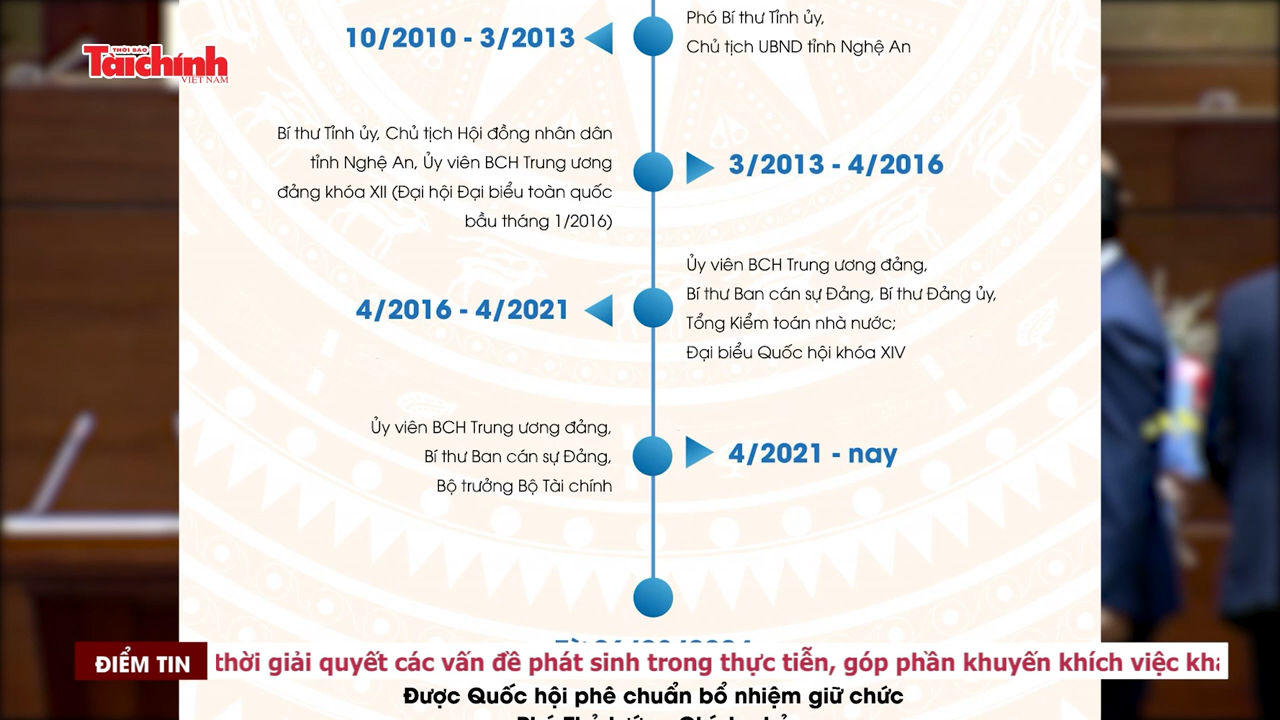 THỜI BÁO
Tàichính
VIỆT NAM
10/2010 - 3/2013
Phó Bí thư Tỉnh ủy,
Chủ tịch UBND tỉnh Nghệ An
Bí thư Tỉnh ủy, Chủ tịch Hội đồng nhân dân
tỉnh Nghệ An, Ủy viên BCH Trung ương
đảng khóa XII (Đại hội Đại biểu toàn quốc
bầu tháng 1/2016)
3/2013 - 4/2016
4/2016 - 4/2021
Ủy viên BCH Trung ương đảng,
Bí thư Ban cán sự Đảng, Bí thư Đảng ủy,
Tổng Kiểm toán nhà nước;
Đại biểu Quốc hội khóa XIV
Ủy viên BCH Trung ương đảng,
Bí thư Ban cán sự Đảng,
Bộ trưởng Bộ Tài chính
4/2021 - nay
ĐIỂM TIN
thời giải quyết các vấn đề phát sinh trong thực tiễn, góp phần khuyến khích việc
Được Quốc hội phê chuẩn bổ nhiệm giữ chức